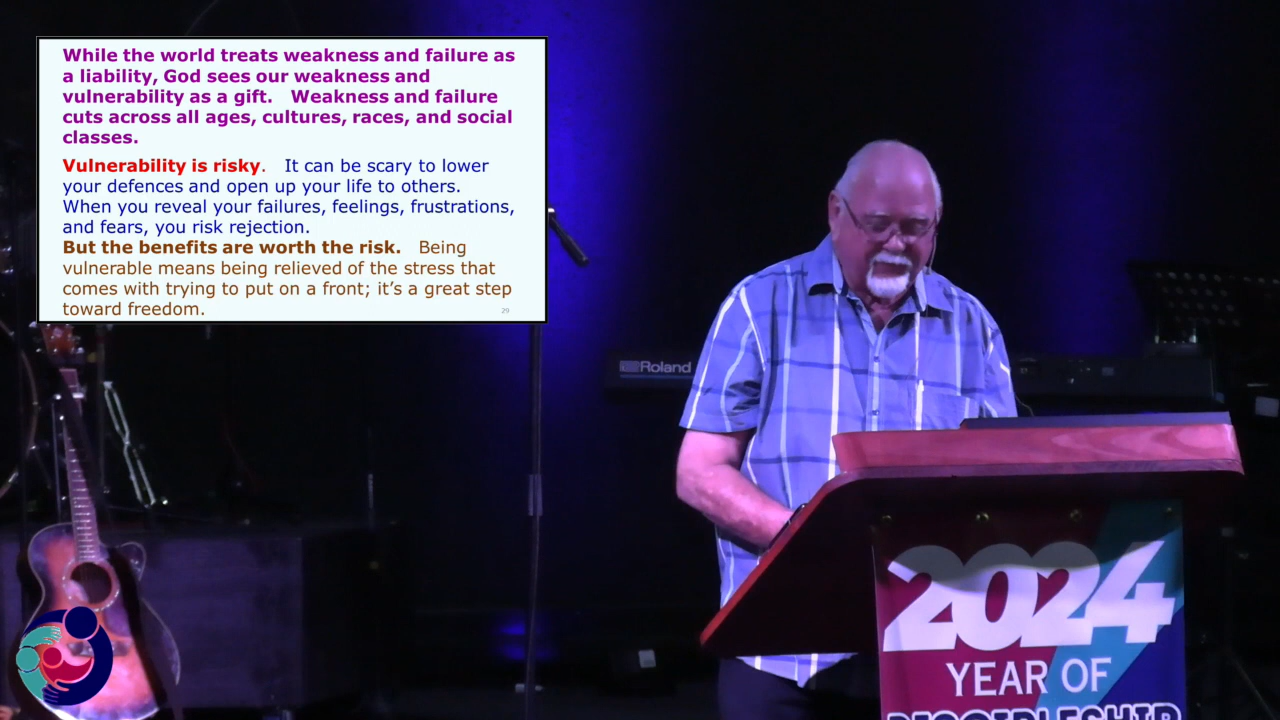 While the world treats weakness and failure as
a liability, God sees our weakness and
vulnerability as a gift. Weakness and failure
cuts across all ages, cultures, races, and social
classes.
Vulnerability is risky. It can be scary to lower
your defences and open up your life to others.
When you reveal your failures, feelings, frustrations,
and fears, you risk rejection.
But the benefits are worth the risk. Being
vulnerable means being relieved of the stress that
comes with trying to put on a front; it's a great step
toward freedom.
29
Roland
2024
YEAR OF
DISCIPLESHIP